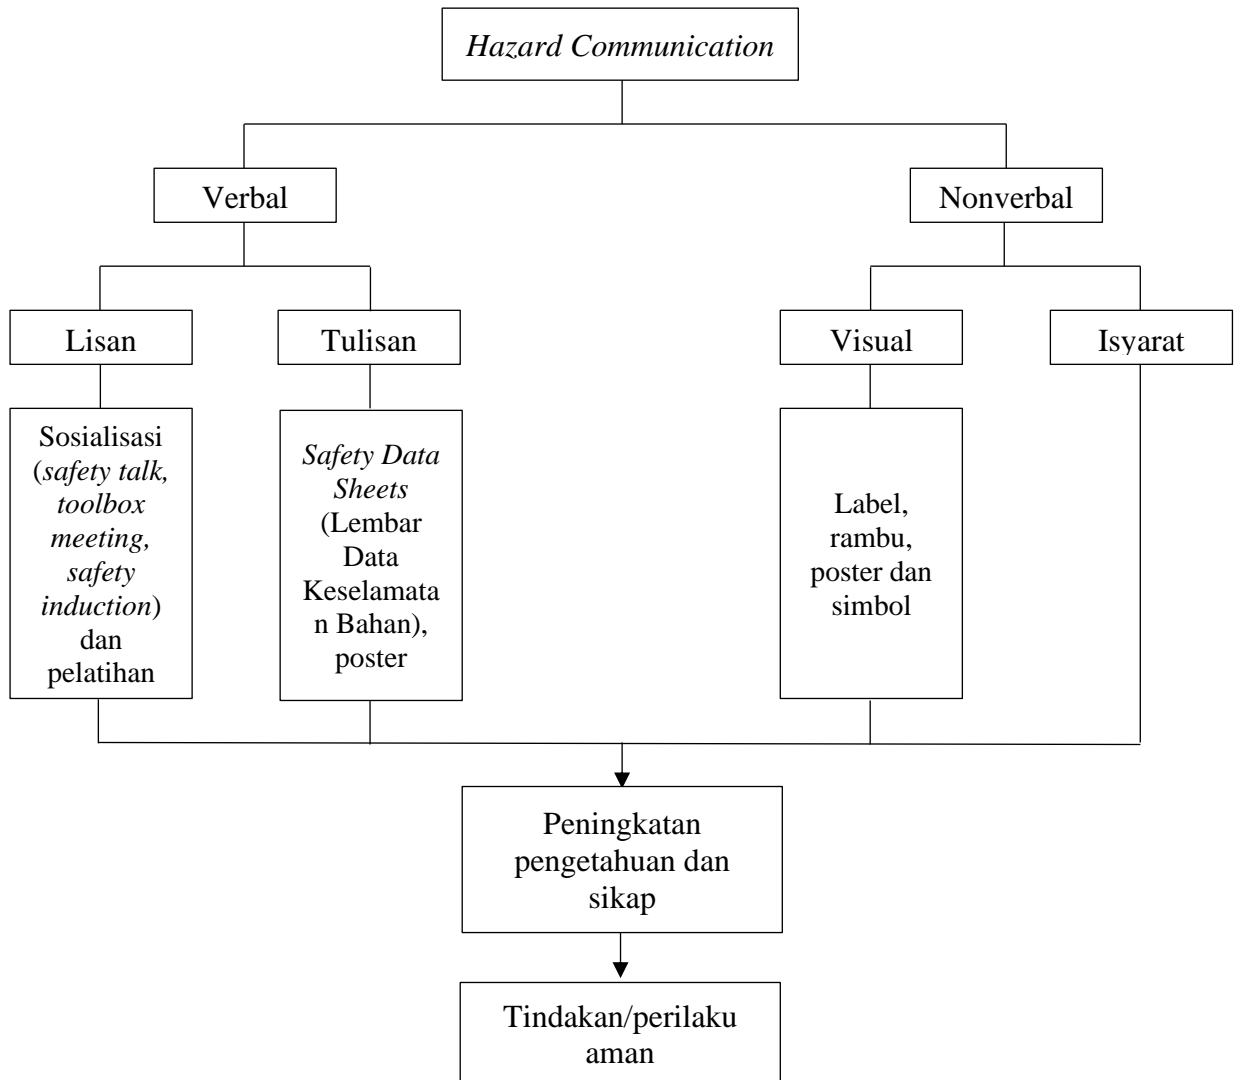 Hazard Communication
Verbal
Nonverbal
Lisan
Tulisan
Visual
Isyarat
Sosialisasi
(safety talk,
toolbox
meeting,
safety
induction)
dan
pelatihan
Safety Data
Sheets
(Lembar
Data
Keselamata
n Bahan),
poster
Label,
rambu,
poster dan
simbol
Peningkatan
pengetahuan dan
sikap
Tindakan/perilaku
aman